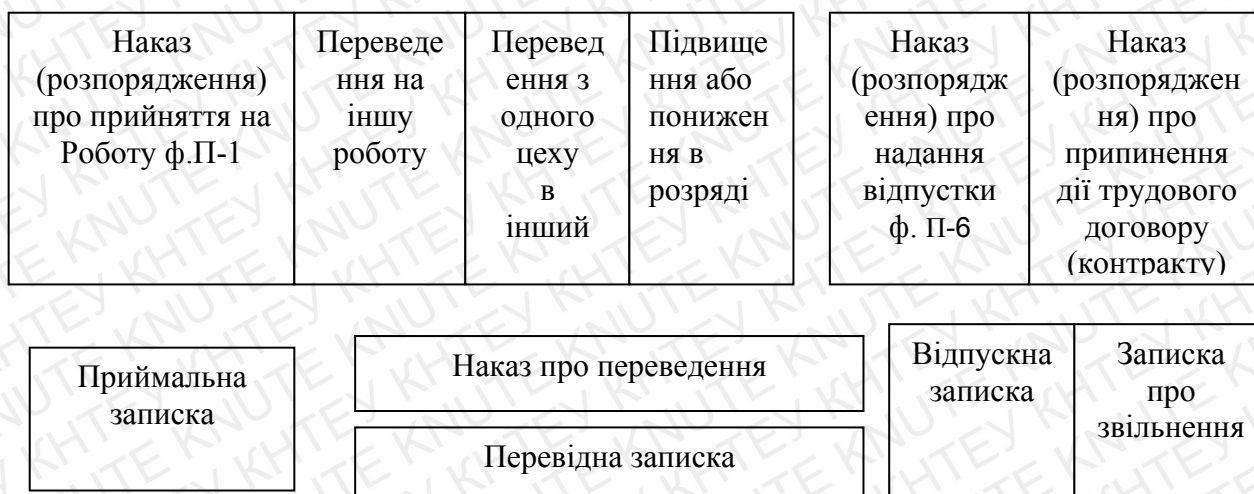 Наказ
(розпорядження)
про прийняття на
Роботу ф.П-1
Переведе
ння на
іншу
роботу
Перевед
ення з
одного
цеху
в
інший
Підвище
ння або
понижен
ня в
розряді
Наказ
(розпорядж
ення) про
надання
відпустки
ф. П-6
Наказ
(розпоряджен
ня) про
припинення
дії трудового
договору
(контракту)
Приймальна
записка
Наказ про переведення
Перевідна записка
Відпускна
записка
Записка
про
звільнення